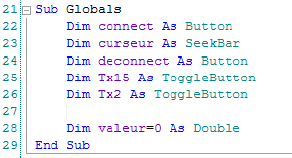 21 Sub Globals
22 Dim connect As Button
23 Dim curseur As SeekBar
24 Dim deconnect As Button
25 Dim Tx15 As ToggleButton
26 Dim Tx2 As ToggleButton
27
28 Dim valeur=0 As Double
29 End Sub